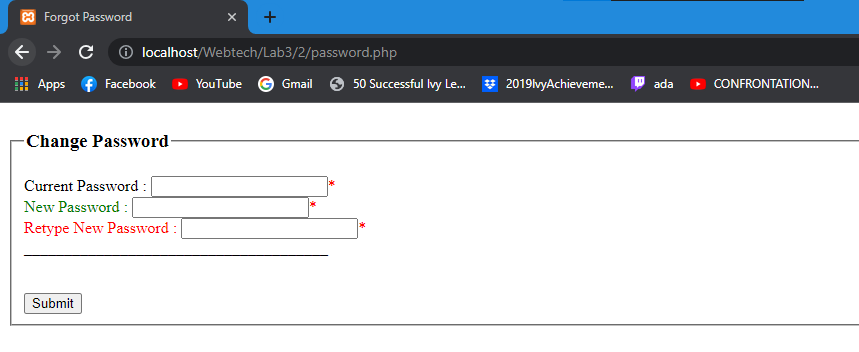 Forgot Password
localhost/Webtech/Lab3/2/password.php
Apps Facebook YouTube Gmail 50 Successful Ivy Le... 2019IvyAchieveme... ada CONFRONTATION...
Change Password
Current Password : *
New Password : *
Retype New Password : *
Submit